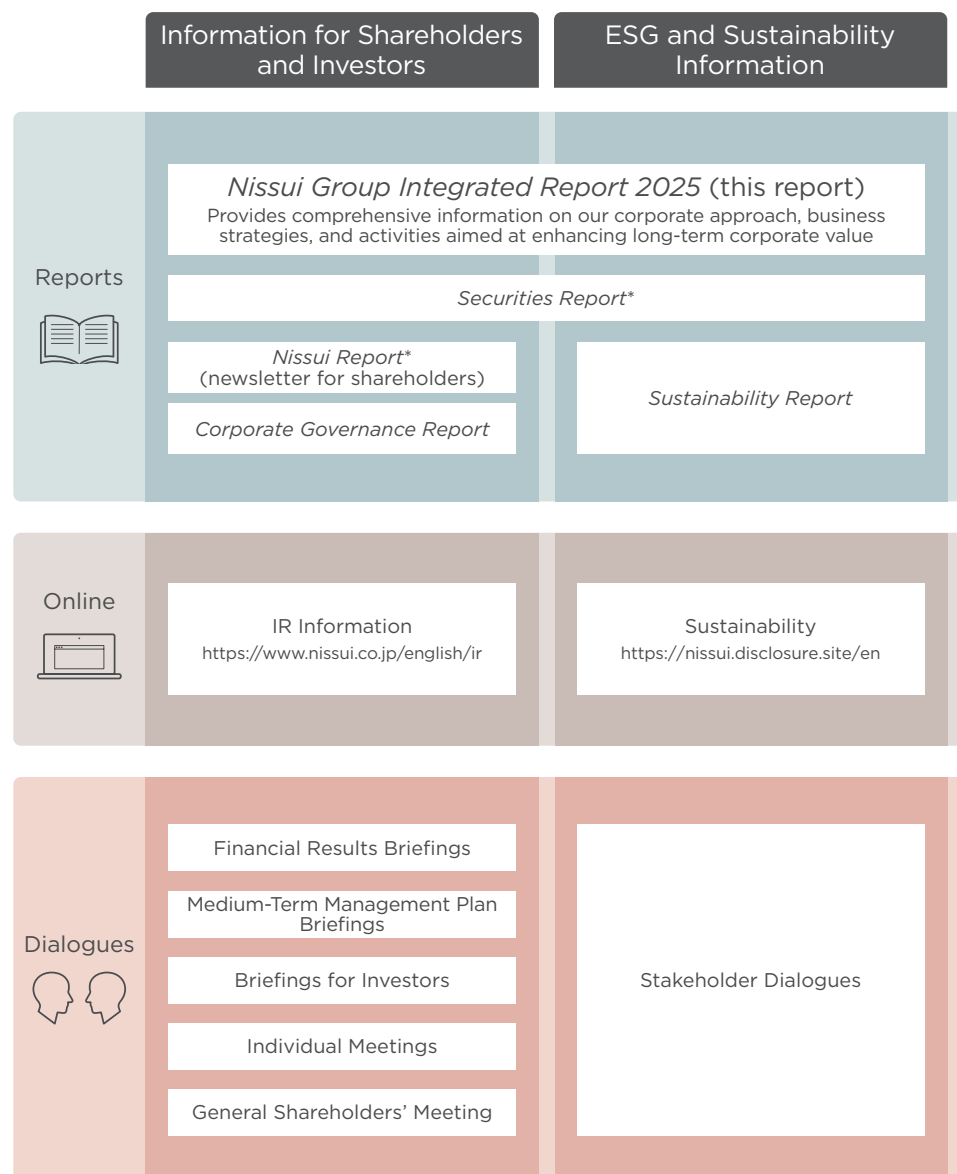 Information for Shareholders
and Investors
ESG and Sustainability
Information
Reports
Nissui Group Integrated Report 2025 (this report)
Provides comprehensive information on our corporate approach, business
strategies, and activities aimed at enhancing long-term corporate value
Securities Report*
Nissui Report*
(newsletter for shareholders)
Corporate Governance Report
Sustainability Report
Online
IR Information
https://www.nissui.co.jp/english/ir
Sustainability
https://nissui.disclosure.site/en
Dialogues
Financial Results Briefings
Medium-Term Management Plan
Briefings
Briefings for Investors
Individual Meetings
General Shareholders’ Meeting
Stakeholder Dialogues